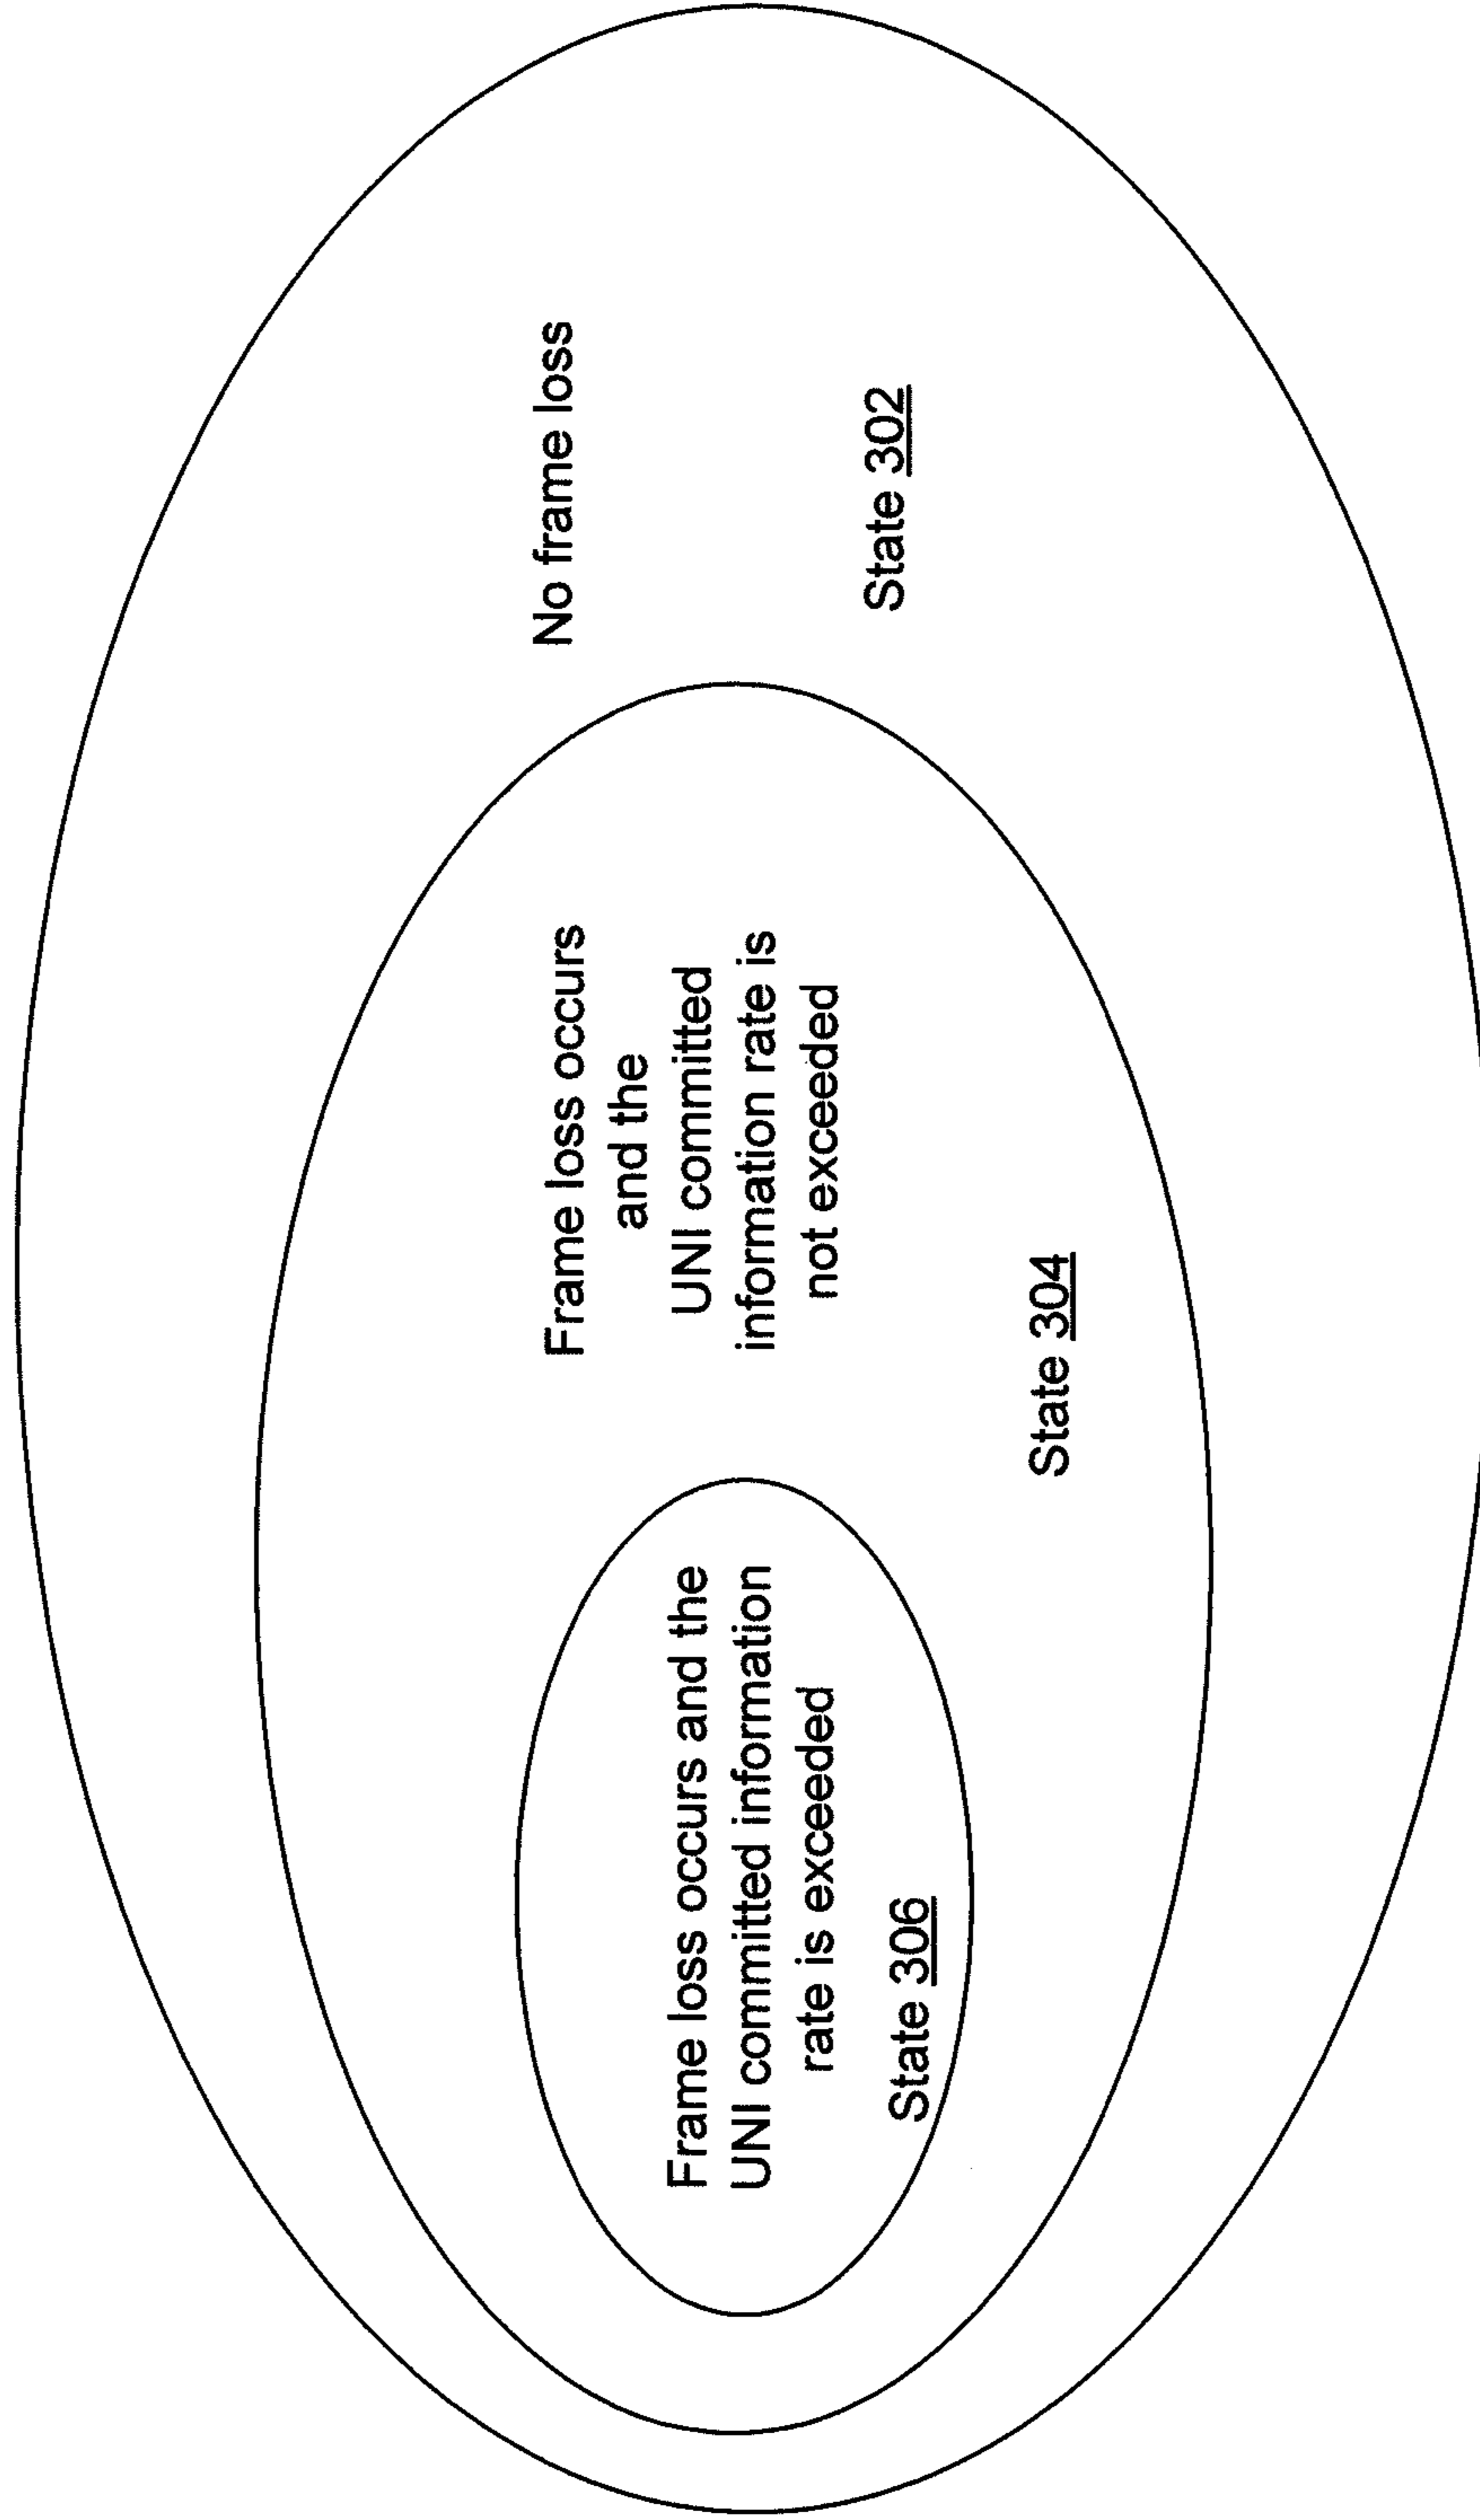 Frame loss occurs and the
UNI committed information
rate is exceeded
State 306
Frame loss occurs
and the
UNI committed
information rate is
not exceeded
State 304
No frame loss
State 302